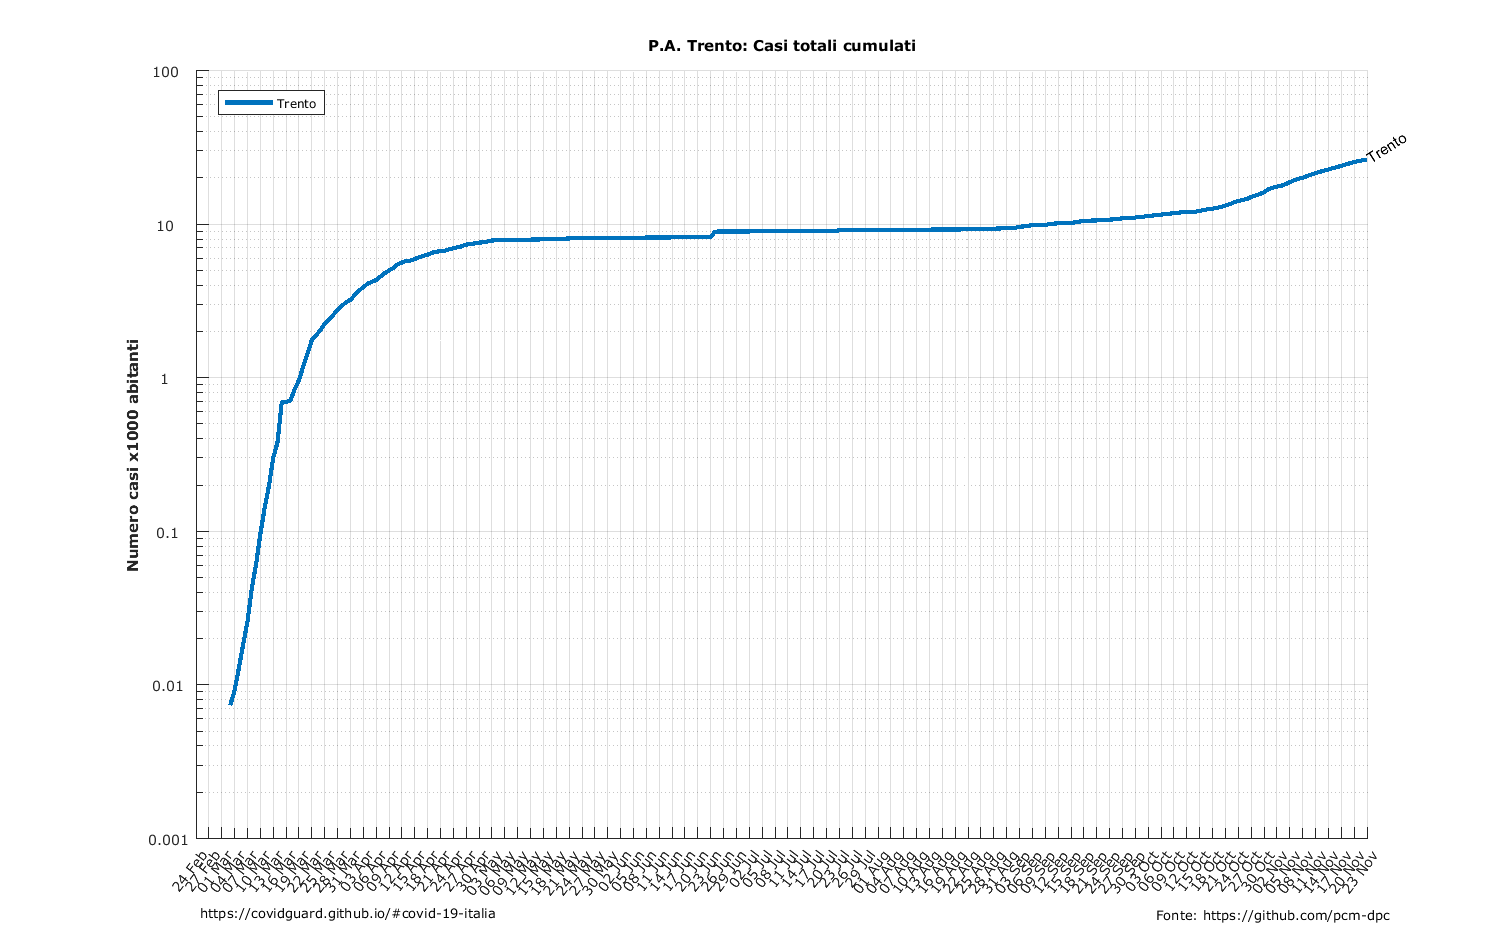 P.A. Trento: Casi totali cumulati
100
10
1
0.1
0.01
0.001
Numero casi x1000 abitanti
Trento
Trento
24 Feb
27 Feb
01 Mar
04 Mar
07 Mar
10 Mar
13 Mar
16 Mar
19 Mar
22 Mar
25 Mar
28 Mar
31 Mar
03 Apr
06 Apr
09 Apr
12 Apr
15 Apr
18 Apr
21 Apr
24 Apr
27 Apr
30 Apr
03 May
06 May
09 May
12 May
15 May
18 May
21 May
24 May
27 May
30 May
02 Jun
05 Jun
08 Jun
11 Jun
14 Jun
17 Jun
20 Jun
23 Jun
26 Jun
29 Jun
02 Jul
05 Jul
08 Jul
11 Jul
14 Jul
17 Jul
20 Jul
23 Jul
26 Jul
29 Jul
01 Aug
04 Aug
07 Aug
10 Aug
13 Aug
16 Aug
19 Aug
22 Aug
25 Aug
28 Aug
31 Aug
03 Sep
06 Sep
09 Sep
12 Sep
15 Sep
18 Sep
21 Sep
24 Sep
27 Sep
30 Sep
03 Oct
06 Oct
09 Oct
12 Oct
15 Oct
18 Oct
21 Oct
24 Oct
27 Oct
30 Oct
02 Nov
05 Nov
08 Nov
11 Nov
14 Nov
17 Nov
20 Nov
23 Nov
https://covidguard.github.io/#covid-19-italia
Fonte: https://github.com/pcm-dpc